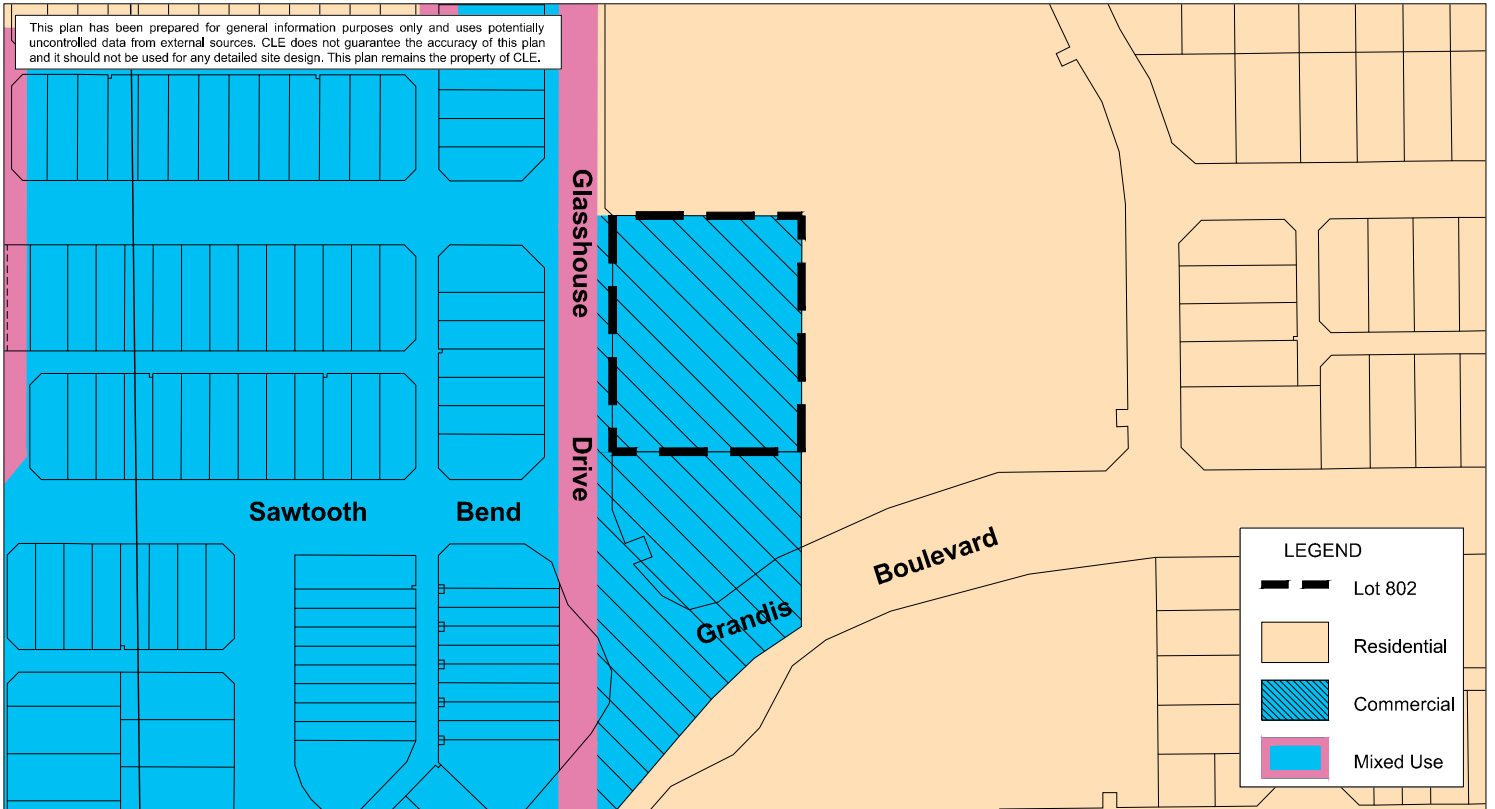 This plan has been prepared for general information purposes only and uses potentially
uncontrolled data from external sources. CLE does not guarantee the accuracy of this plan
and it should not be used for any detailed site design. This plan remains the property of CLE.
Glasshouse Drive
Sawtooth Bend
Grandis Boulevard
LEGEND
Lot 802
Residential
Commercial
Mixed Use